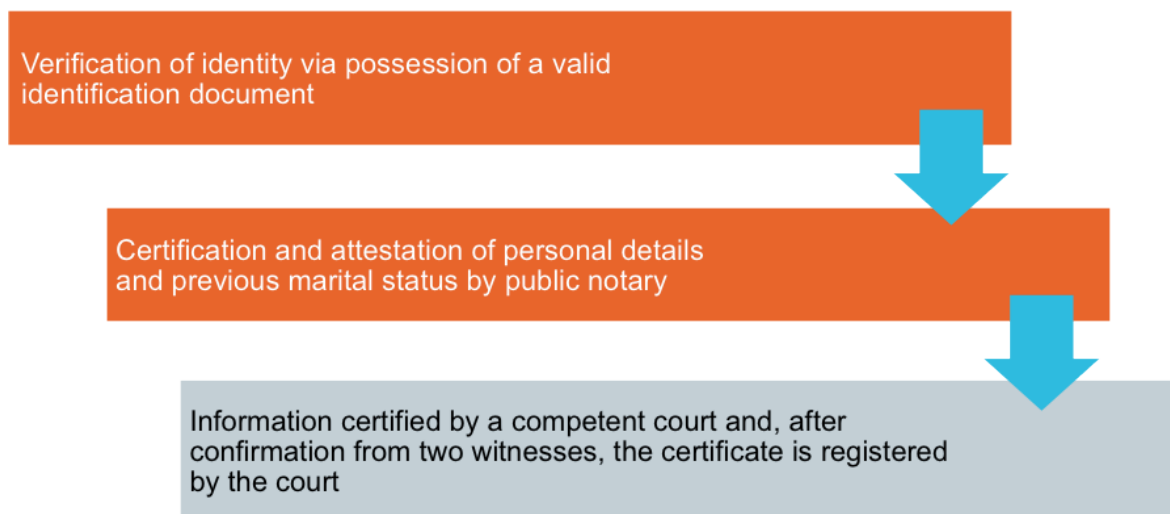 Verification of identity via possession of a valid
identification document
Certification and attestation of personal details
and previous marital status by public notary
Information certified by a competent court and, after
confirmation from two witnesses, the certificate is registered
by the court